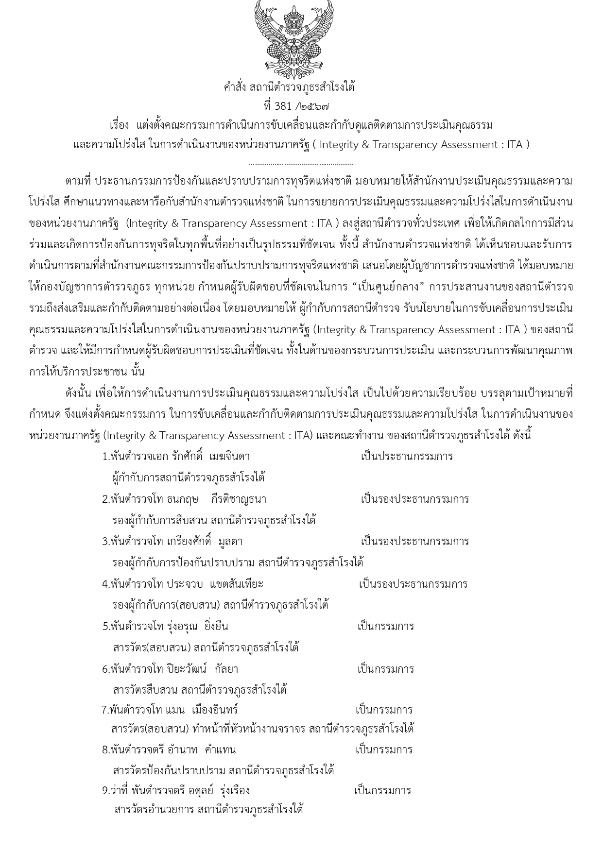 คำสั่ง สถานีตำรวจภูธรสำโรงใต้
ที่ 381 /๒๕๖๗
เรื่อง แต่งตั้งคณะกรรมการดำเนินการขับเคลื่อนและกำกับดูแลติดตามการประเมินคุณธรรม
และความโปร่งใส ในการดำเนินงานของหน่วยงานภาครัฐ ( Integrity & Transparency Assessment : ITA )
ตามที่ ประธานกรรมการป้องกันและปราบปรามการทุจริตแห่งชาติ มอบหมายให้สำนักงานประเมินคุณธรรมและความ
โปร่งใส ศึกษาแนวทางและหารือกับสำนักงานตำรวจแห่งชาติ ในการขยายการประเมินคุณธรรมและความโปร่งใสในการดำเนินงาน
ของหน่วยงานภาครัฐ (Integrity & Transparency Assessment : ITA ) ลงสู่สถานีตำรวจทั่วประเทศ เพื่อให้เกิดกลไกการมีส่วน
ร่วมและเกิดการป้องกันการทุจริตในทุกพื้นที่อย่างเป็นรูปธรรมที่ชัดเจน ทั้งนี้ สำนักงานตำรวจแห่งชาติ ได้เห็นชอบและรับการ
ดำเนินการตามที่สำนักงานคณะกรรมการป้องกันปราบปรามการทุจริตแห่งชาติ เสนอโดยผู้บัญชาการตำรวจแห่งชาติ ได้มอบหมาย
ให้กองบัญชาการตำรวจภูธร ทุกหน่วย กำหนดผู้รับผิดชอบที่ชัดเจนในการ “เป็นศูนย์กลาง” การประสานงานของสถานีตำรวจ
รวมถึงส่งเสริมและกำกับติดตามอย่างต่อเนื่อง โดยมอบหมายให้ ผู้กำกับการสถานีตำรวจ รับนโยบายในการขับเคลื่อนการประเมิน
คุณธรรมและความโปร่งใสในการดำเนินงานของหน่วยงานภาครัฐ (Integrity & Transparency Assessment : ITA ) ของสถานี
ตำรวจ และให้มีการกำหนดผู้รับผิดชอบการประเมินที่ชัดเจน ทั้งในด้านของกระบวนการประเมิน และกระบวนการพัฒนาคุณภาพ
การให้บริการประชาชน นั้น
ดังนั้น เพื่อให้การดำเนินงานการประเมินคุณธรรมและความโปร่งใส เป็นไปด้วยความเรียบร้อย บรรลุตามเป้าหมายที่
กำหนด จึงแต่งตั้งคณะกรรมการ ในการขับเคลื่อนและกำกับติดตามการประเมินคุณธรรมและความโปร่งใส ในการดำเนินงานของ
หน่วยงานภาครัฐ (Integrity & Transparency Assessment : ITA) และคณะทำงาน ของสถานีตำรวจภูธรสำโรงใต้ ดังนี้
1.พันตำรวจเอก รักศักดิ์ เมฆจินดา เป็นประธานกรรมการ
ผู้กำกับการสถานีตำรวจภูธรสำโรงใต้
2.พันตำรวจโท ธนกฤษ กีรติชาญธนา เป็นรองประธานกรรมการ
รองผู้กำกับการสืบสวน สถานีตำรวจภูธรสำโรงใต้
3.พันตำรวจโท เกรียงศักดิ์ มูลตา เป็นรองประธานกรรมการ
รองผู้กำกับการป้องกันปราบปราม สถานีตำรวจภูธรสำโรงใต้
4.พันตำรวจโท ประจวบ แขตสันเทียะ เป็นรองประธานกรรมการ
รองผู้กำกับการ(สอบสวน) สถานีตำรวจภูธรสำโรงใต้
5.พันตำรวจโท รุ่งอรุณ ยิ่งยืน เป็นกรรมการ
สารวัตร(สอบสวน) สถานีตำรวจภูธรสำโรงใต้
6.พันตำรวจโท ปิยะวัฒน์ กัลยา เป็นกรรมการ
สารวัตรสืบสวน สถานีตำรวจภูธรสำโรงใต้
7.พันตำรวจโท แมน เมืองอินทร์ เป็นกรรมการ
สารวัตร(สอบสวน) ทำหน้าที่หัวหน้างานจราจร สถานีตำรวจภูธรสำโรงใต้
8.พันตำรวจตรี อำนาท คำแทน เป็นกรรมการ
สารวัตรป้องกันปราบปราม สถานีตำรวจภูธรสำโรงใต้
9.ว่าที่ พันตำรวจตรี อดุลย์ รุ่งเรือง เป็นกรรมการ
สารวัตรอำนวยการ สถานีตำรวจภูธรสำโรงใต้